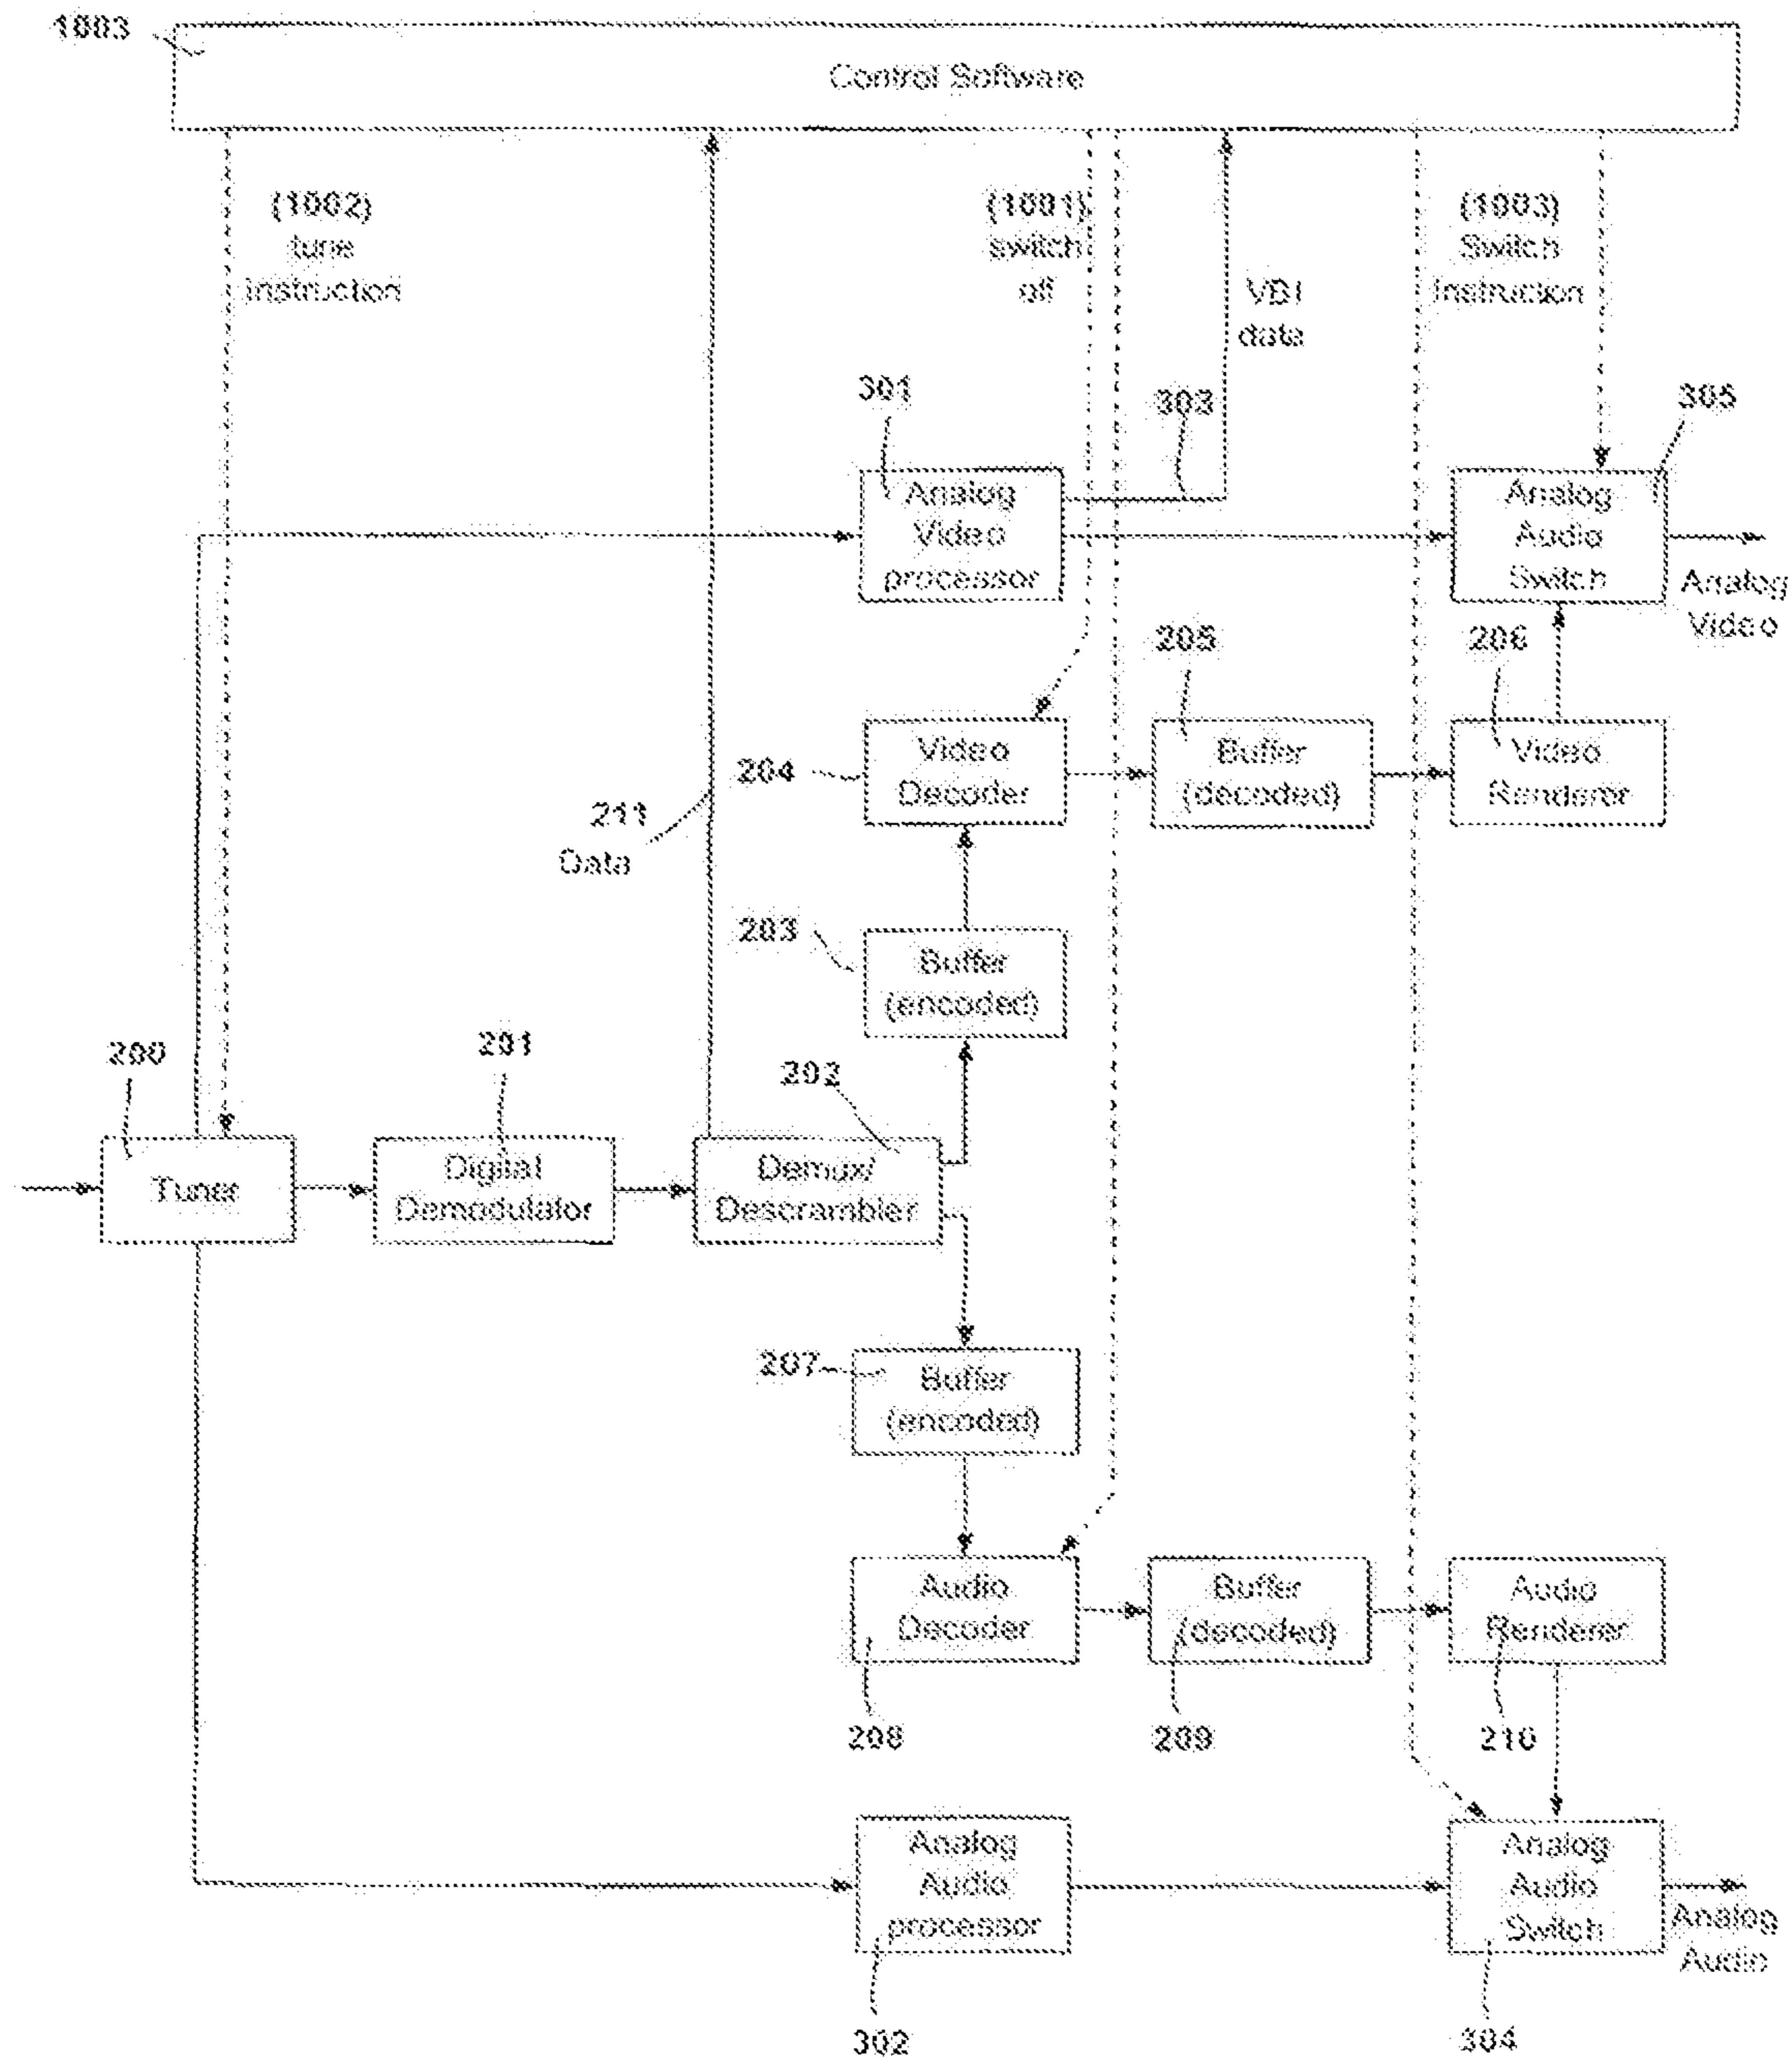 1003
Control Software
(1002)
tune
instruction
(1001)
switch
off
VBI
data
(1003)
Switch
Instruction
301
303
305
Analog
Video
processor
Analog
Audio
Switch
Analog
Video
205
206
204
Video
Decoder
Buffer
(decoded)
Video
Renderer
211
Data
203
Buffer
(encoded)
200
201
202
Tuner
Digital
Demodulator
Demux/
Descrambler
207
Buffer
(encoded)
Audio
Decoder
Buffer
(decoded)
Audio
Renderer
208
209
210
Analog
Audio
processor
Analog
Audio
Switch
Analog
Audio
302
304